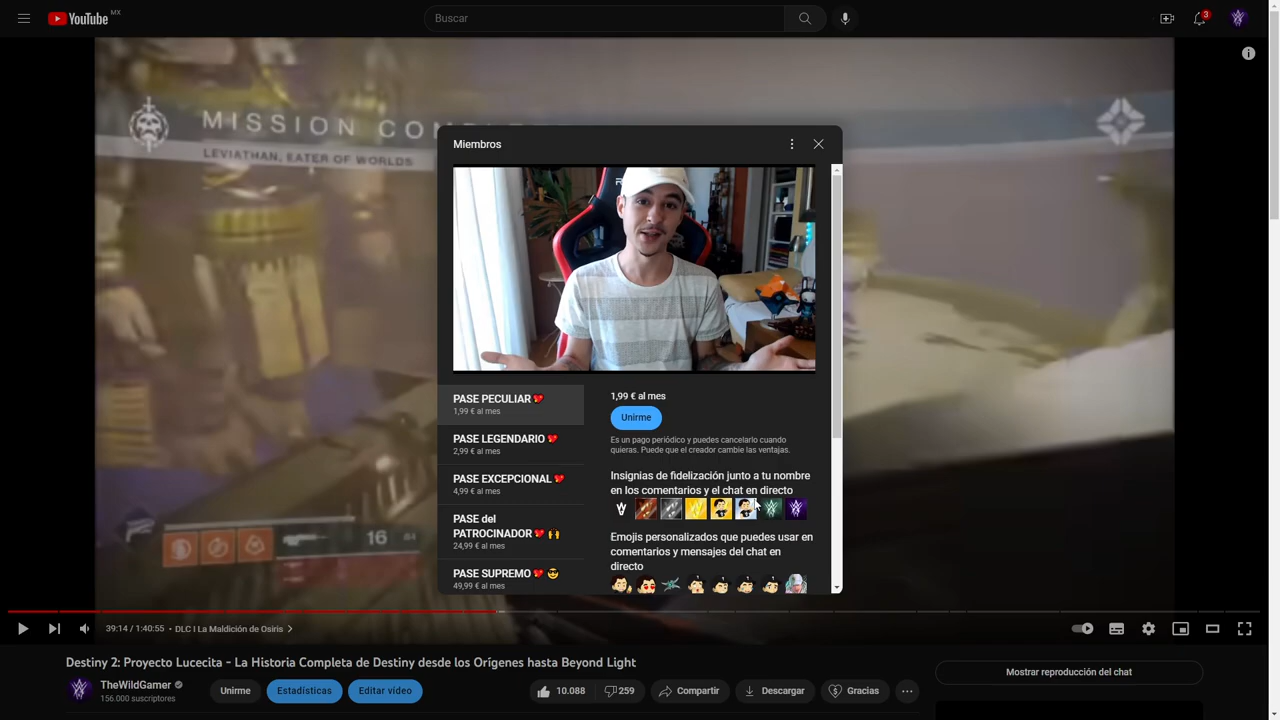 YouTube MX
Buscar
3
MISSION COMP
LEVIATHAN, EATER OF WORLDS
Miembros
PASE PECULIAR
1,99 € al mes
PASE LEGENDARIO
2,99 € al mes
PASE EXCEPCIONAL
4,99 € al mes
PASE del
PATROCINADOR
24,99 € al mes
PASE SUPREMO
49,99 € al mes
1,99 € al mes
Unirme
Es un pago periódico y puedes cancelarlo cuando
quieras. Puede que el creador cambie las ventajas.
Insignias de fidelización junto a tu nombre
en los comentarios y el chat en directo
Emojis personalizados que puedes usar en
comentarios y mensajes del chat en
directo
16
39:14 / 1:40:55 • DLC I La Maldición de Osiris
Destiny 2: Proyecto Lucecita - La Historia Completa de Destiny desde los Orígenes hasta Beyond Light
Mostrar reproducción del chat
TheWildGamer
156.000 suscriptores
Unirme
Estadísticas
Editar vídeo
10.088
259
Compartir
Descargar
Gracias